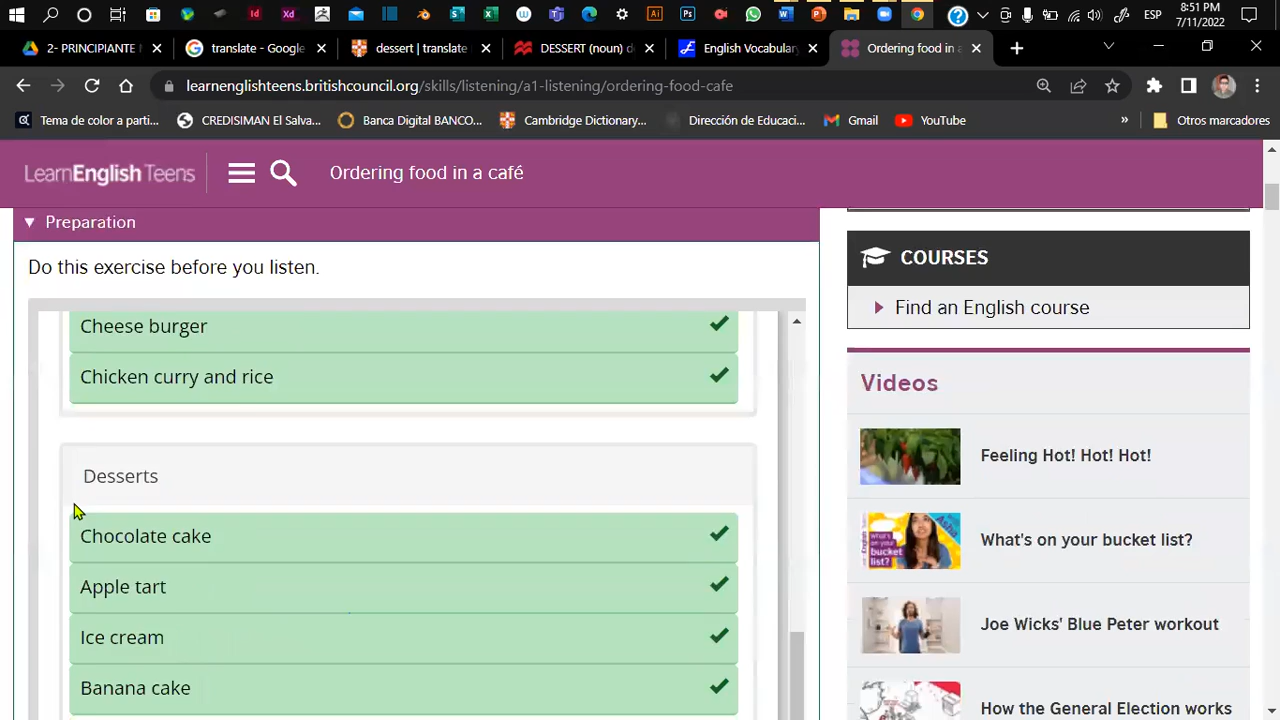 8:51 PM
ESP
7/11/2022
2- PRINCIPIANTE M
translate - Google
dessert | translate
DESSERT (noun) de
English Vocabulary
Ordering food in a
learnenglishteens.britishcouncil.org/skills/listening/a1-listening/ordering-food-cafe
Tema de color a parti...
CREDISIMAN El Salva...
Banca Digital BANCO...
Cambridge Dictionary...
Dirección de Educaci...
Gmail
YouTube
»
Otros marcadores
LearnEnglish Teens
Ordering food in a café
Preparation
Do this exercise before you listen.
Cheese burger
Chicken curry and rice
Desserts
Chocolate cake
Apple tart
Ice cream
Banana cake
COURSES
Find an English course
Videos
Feeling Hot! Hot! Hot!
What's on your bucket list?
Joe Wicks' Blue Peter workout
How the General Election works